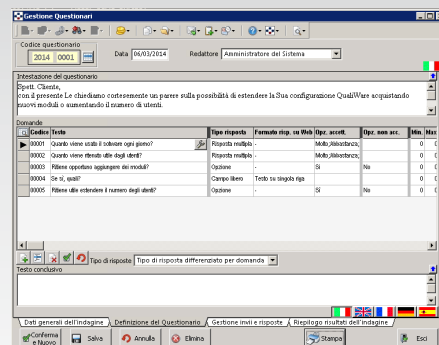 Gestione Questionari
Codice questionario
2014 0001
Data 06/03/2014
Redattore Amministratore del Sistema
Intestazione del questionario
Spett. Cliente,
con il presente Le chiediamo cortesemente un parere sulla possibilità di estendere la Sua configurazione QualiWare acquistando
nuovi moduli o aumentando il numero di utenti.
Domande
Codice Testo Tipo risposta Formato risp. su Web Opz. accett. Opz. non acc. Min. Max
00001 Quanto viene usato il software ogni giorno? Risposta multipla - Molto;Abbastanza; 0
00002 Quanto viene ritenuto utile dagli utenti? Risposta multipla - Molto;Abbastanza; 0
00003 Ritiene opportuno aggiungere dei moduli? Opzione - Sì No 0
00004 Se sì, quali? Campo libero Testo su singola riga 0
00005 Ritiene utile estendere il numero degli utenti? Opzione - Sì No 0
Tipo di risposte Tipo di risposta differenziato per domanda
Testo conclusivo
Dati generali dell'indagine Definizione del Questionario Gestione invii e risposte Riepilogo risultati dell'indagine
Conferma e Nuovo Salva Annulla Elimina Stampa Esci